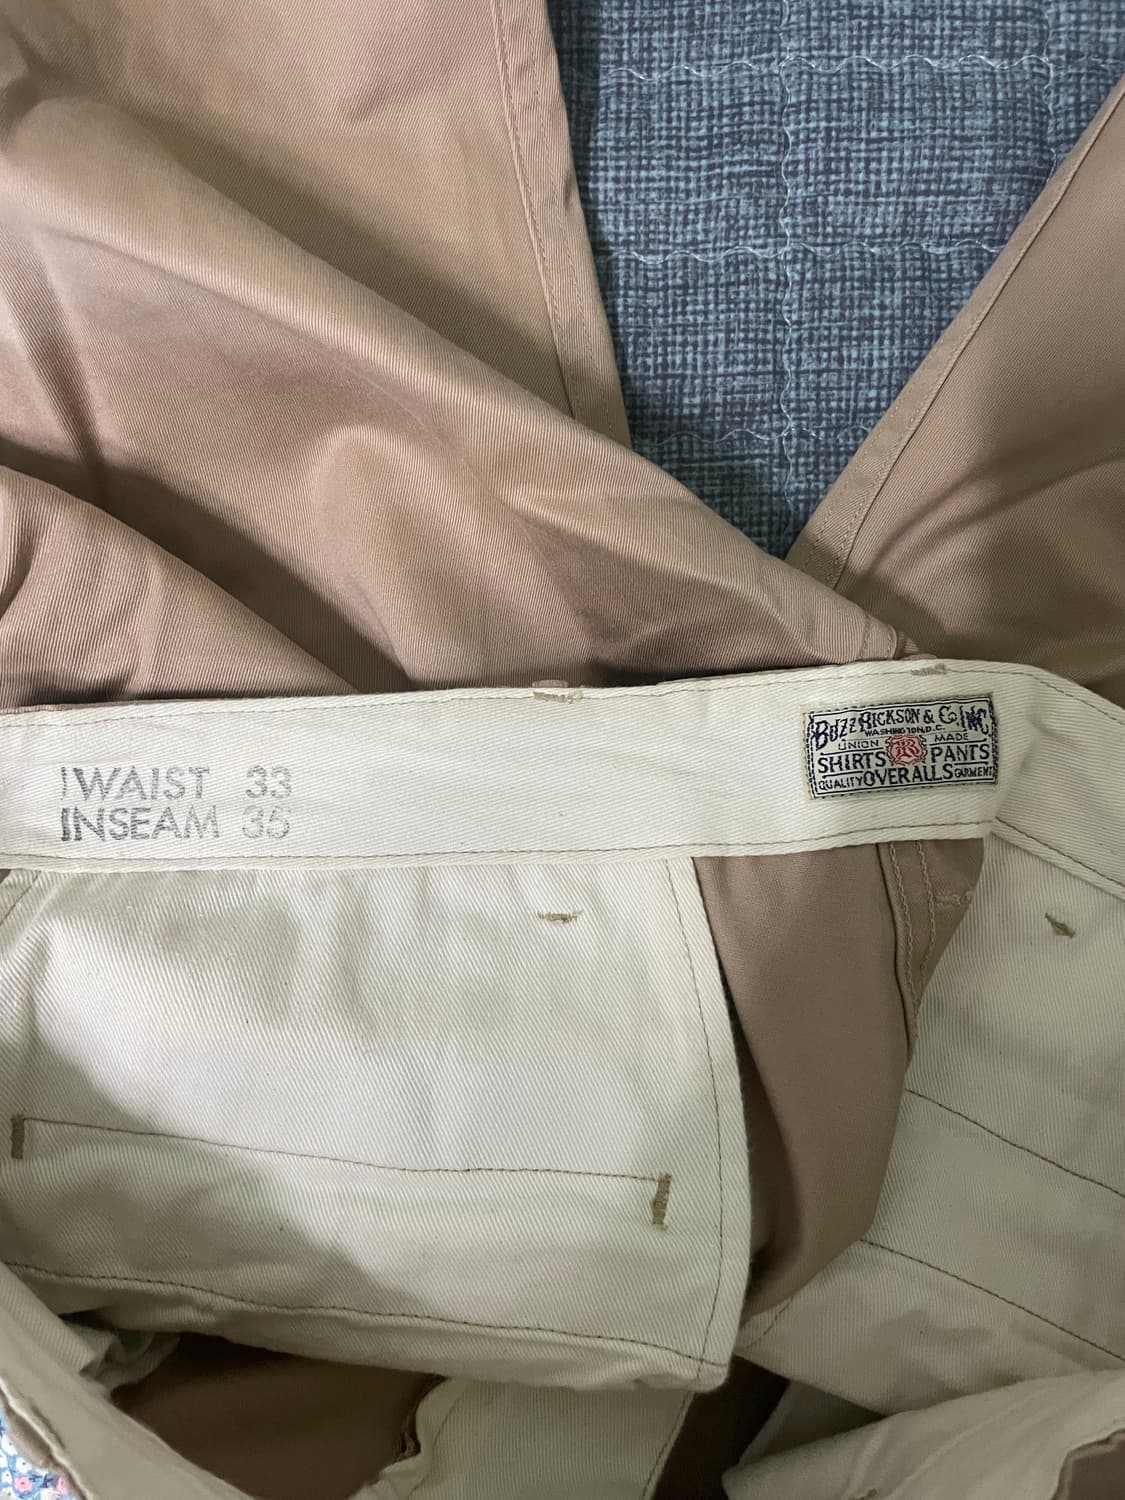 WAIST 33
INSEAM 35
BUZZ RICKSON & CO. INC.
WASHINGTON D.C.
UNION MADE
SHIRTS R PANTS
QUALITY OVERALLS GARMENT